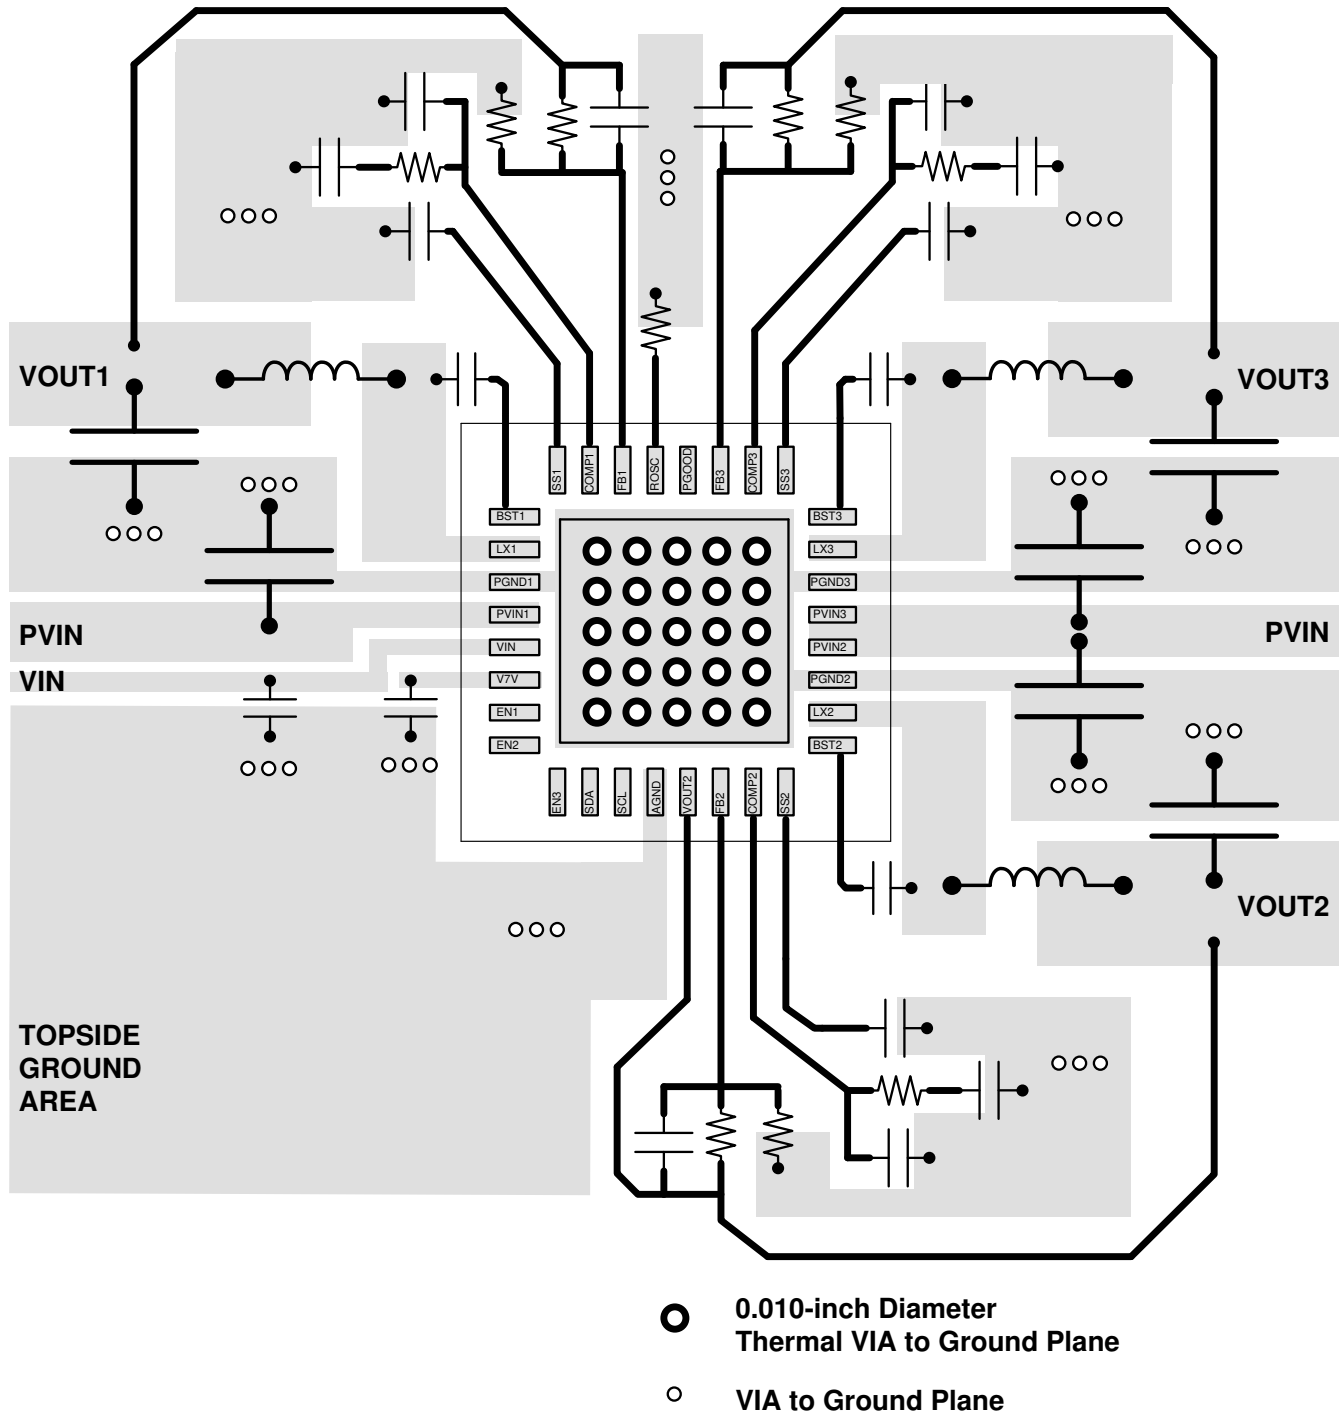 VOUT1
VOUT3
SS1
COMP1
FB1
ROSC
PGOOD
FB3
COMP3
SS3
BST1
BST3
LX1
LX3
PGND1
PGND3
PVIN1
PVIN3
PVIN
PVIN
VIN
PVIN2
VIN
V7V
PGND2
EN1
LX2
EN2
BST2
EN3
SDA
SCL
AGND
VOUT2
FB2
COMP2
SS2
VOUT2
TOPSIDE
GROUND
AREA
0.010-inch Diameter
Thermal VIA to Ground Plane
VIA to Ground Plane